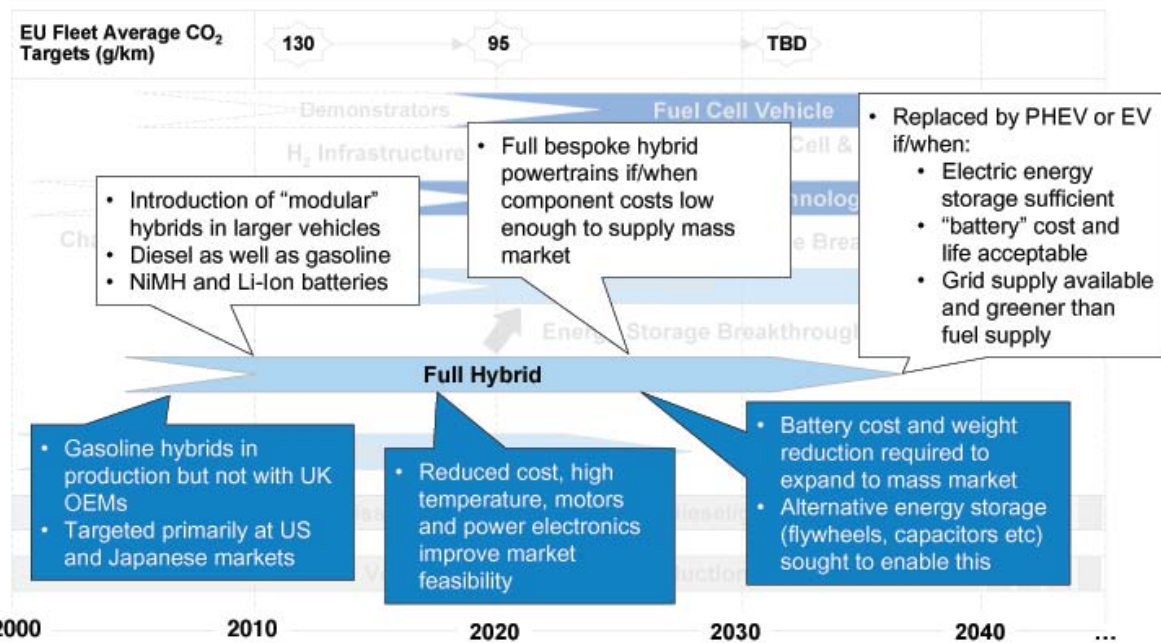 EU Fleet Average CO₂
Targets (g/km)
130
95
TBD
Demonstrators
Fuel Cell Vehicle
H₂ Infrastructure
Cell &
• Introduction of “modular”
hybrids in larger vehicles
• Diesel as well as gasoline
• NiMH and Li-Ion batteries
• Full bespoke hybrid
powertrains if/when
component costs low
enough to supply mass
market
• Replaced by PHEV or EV
if/when:
• Electric energy
storage sufficient
• “battery” cost and
life acceptable
• Grid supply available
and greener than
fuel supply
Energy Storage Breakthrough
Full Hybrid
• Gasoline hybrids in
production but not with UK
OEMs
• Targeted primarily at US
and Japanese markets
• Reduced cost, high
temperature, motors
and power electronics
improve market
feasibility
• Battery cost and weight
reduction required to
expand to mass market
• Alternative energy storage
(flywheels, capacitors etc)
sought to enable this
2000
2010
2020
2030
2040
...